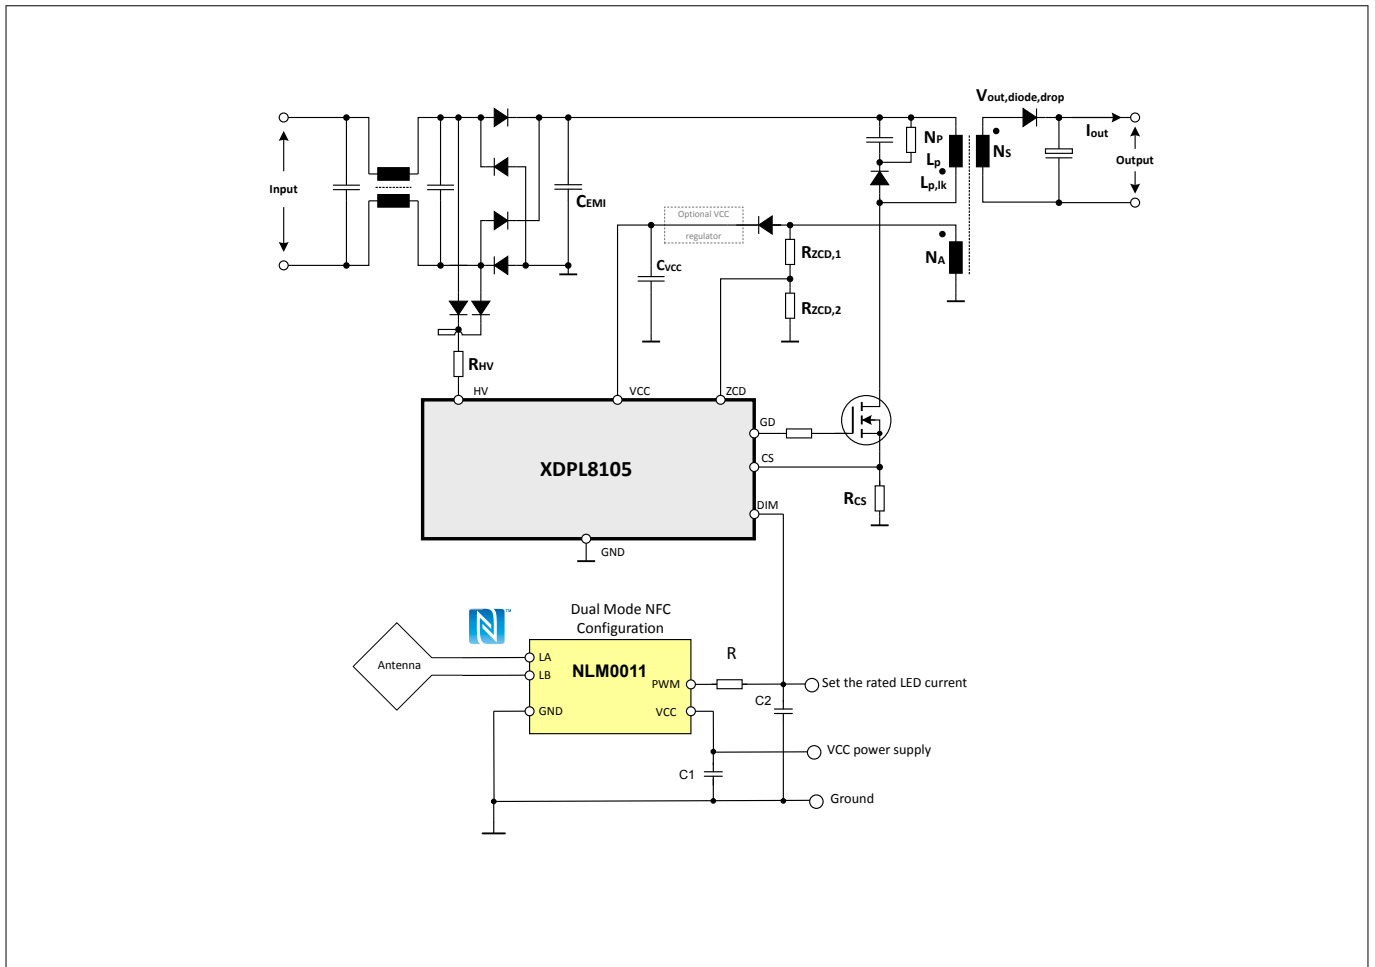 Vout,diode,drop
Iout
Input
Output
NP
Lp
Lp,lk
NS
CEMI
Optional VCC
regulator
CVCC
RZCD,1
NA
RZCD,2
RHV
HV
VCC
ZCD
GD
XDPL8105
CS
RCS
DIM
GND
Dual Mode NFC
Configuration
™
Antenna
LA
LB
GND
NLM0011
PWM
VCC
R
C2
Set the rated LED current
VCC power supply
C1
Ground